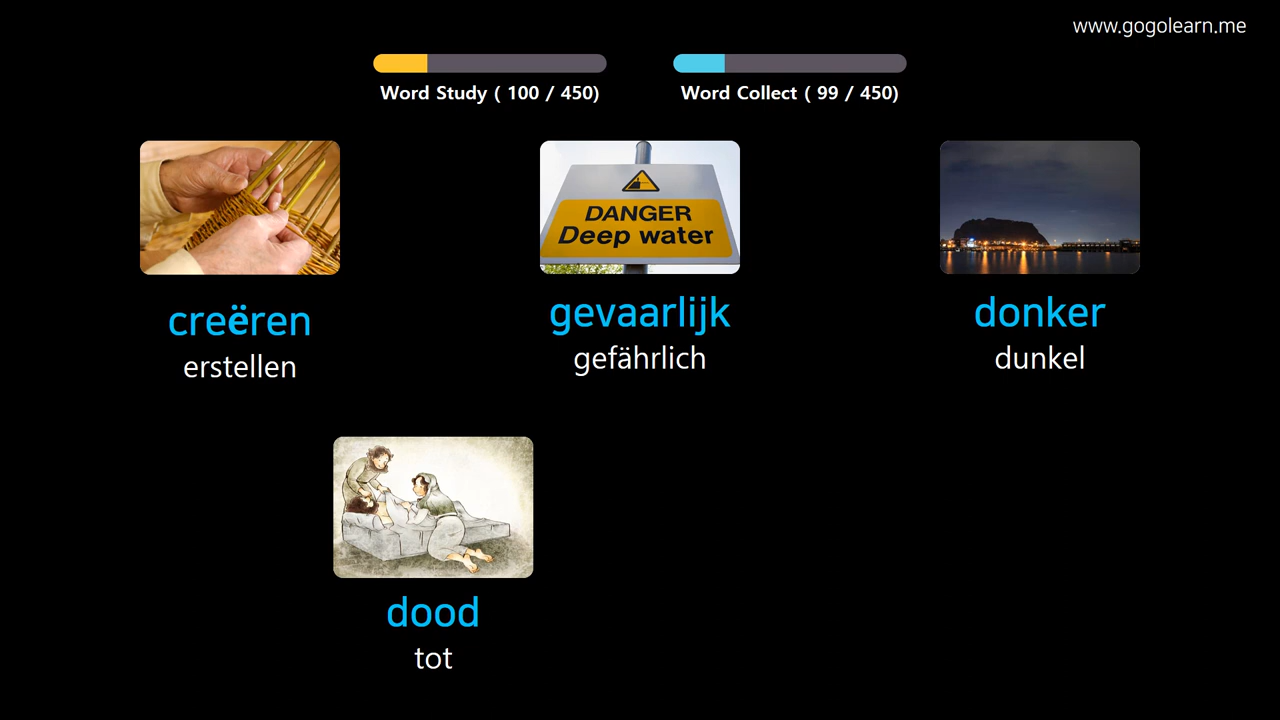 www.gogolearn.me
Word Study ( 100 / 450)
Word Collect ( 99 / 450)
DANGER
Deep water
creëren
erstellen
gevaarlijk
gefährlich
donker
dunkel
dood
tot